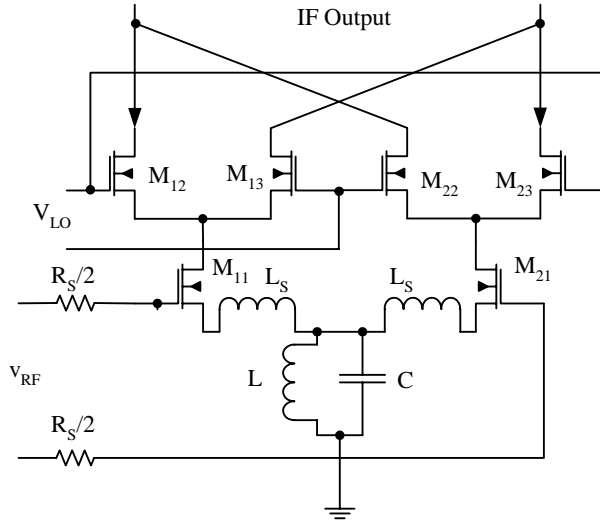 IF Output
M12
M13
M22
M23
VLO
M11
LS
LS
M21
RS/2
L
C
vRF
RS/2